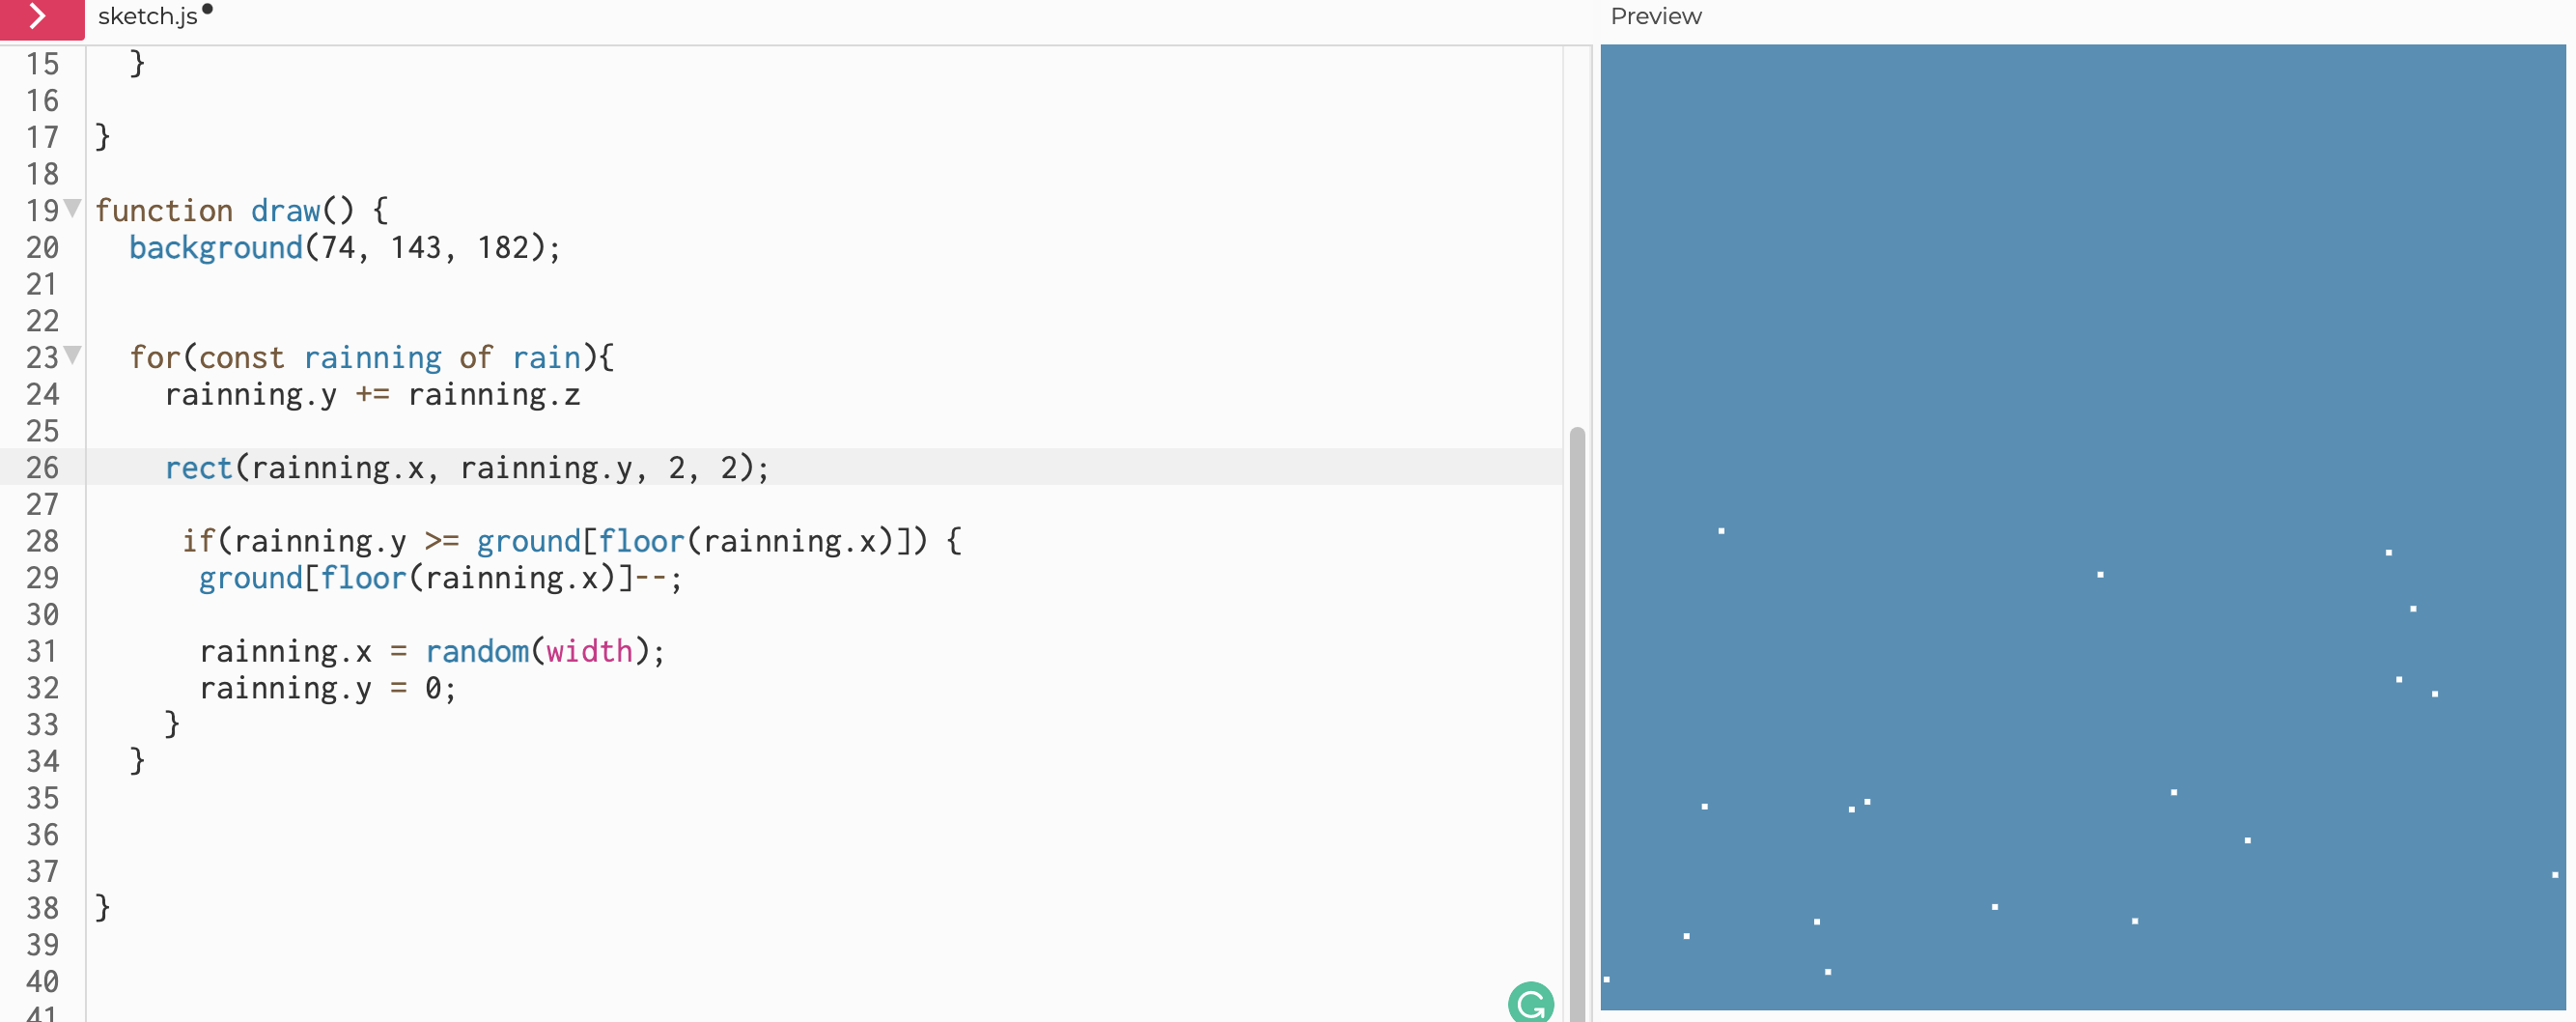 sketch.js
Preview
15 }
16
17 }
18
19 function draw() {
20 background(74, 143, 182);
21
22
23 for(const rainning of rain){
24 rainning.y += rainning.z
25
26 rect(rainning.x, rainning.y, 2, 2);
27
28 if(rainning.y >= ground[floor(rainning.x)]) {
29 ground[floor(rainning.x)]--;
30
31 rainning.x = random(width);
32 rainning.y = 0;
33 }
34 }
35
36
37
38 }
39
40
41